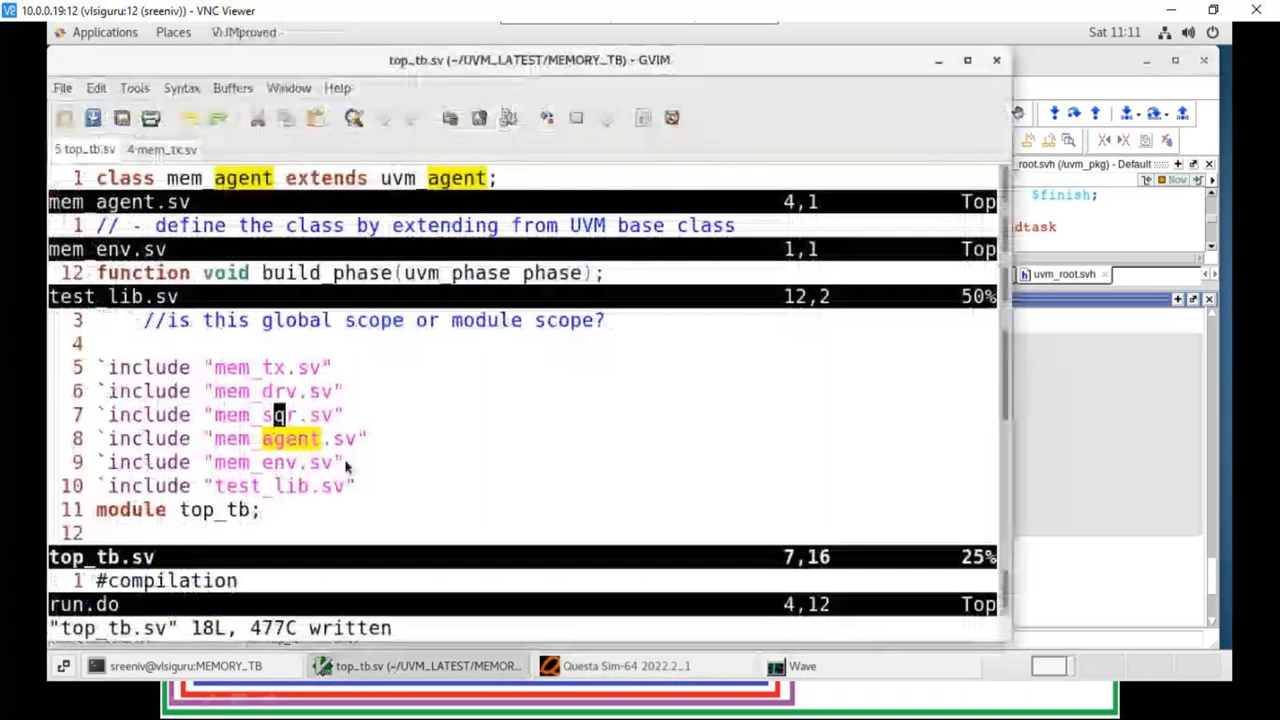 10.0.0.19:12 (vlsiguru:12 (sreeniv)) - VNC Viewer
Applications Places Vi IMproved Sat 11:11
top_tb.sv (~/UVM_LATEST/MEMORY_TB) - GVIM
File Edit Tools Syntax Buffers Window Help
5 top_tb.sv 4 mem_tx.sv
1 class mem_agent extends uvm_agent;
mem_agent.sv 4,1 Top
1 // - define the class by extending from UVM base class
mem_env.sv 1,1 Top
12 function void build_phase(uvm_phase phase);
test_lib.sv 12,2 50%
3 //is this global scope or module scope?
4
5 `include "mem_tx.sv"
6 `include "mem_drv.sv"
7 `include "mem_sqr.sv"
8 `include "mem_agent.sv"
9 `include "mem_env.sv"
10 `include "test_lib.sv"
11 module top_tb;
12
top_tb.sv 7,16 25%
1 #compilation
run.do 4,12 Top
"top_tb.sv" 18L, 477C written
_root.svh (/uvm_pkg) - Default
Now
$finish;
dtask
uvm_root.svh
sreeniv@vlsiguru:MEMORY_TB top_tb.sv (~/UVM_LATEST/MEMOR... Questa Sim-64 2022.2_1 Wave